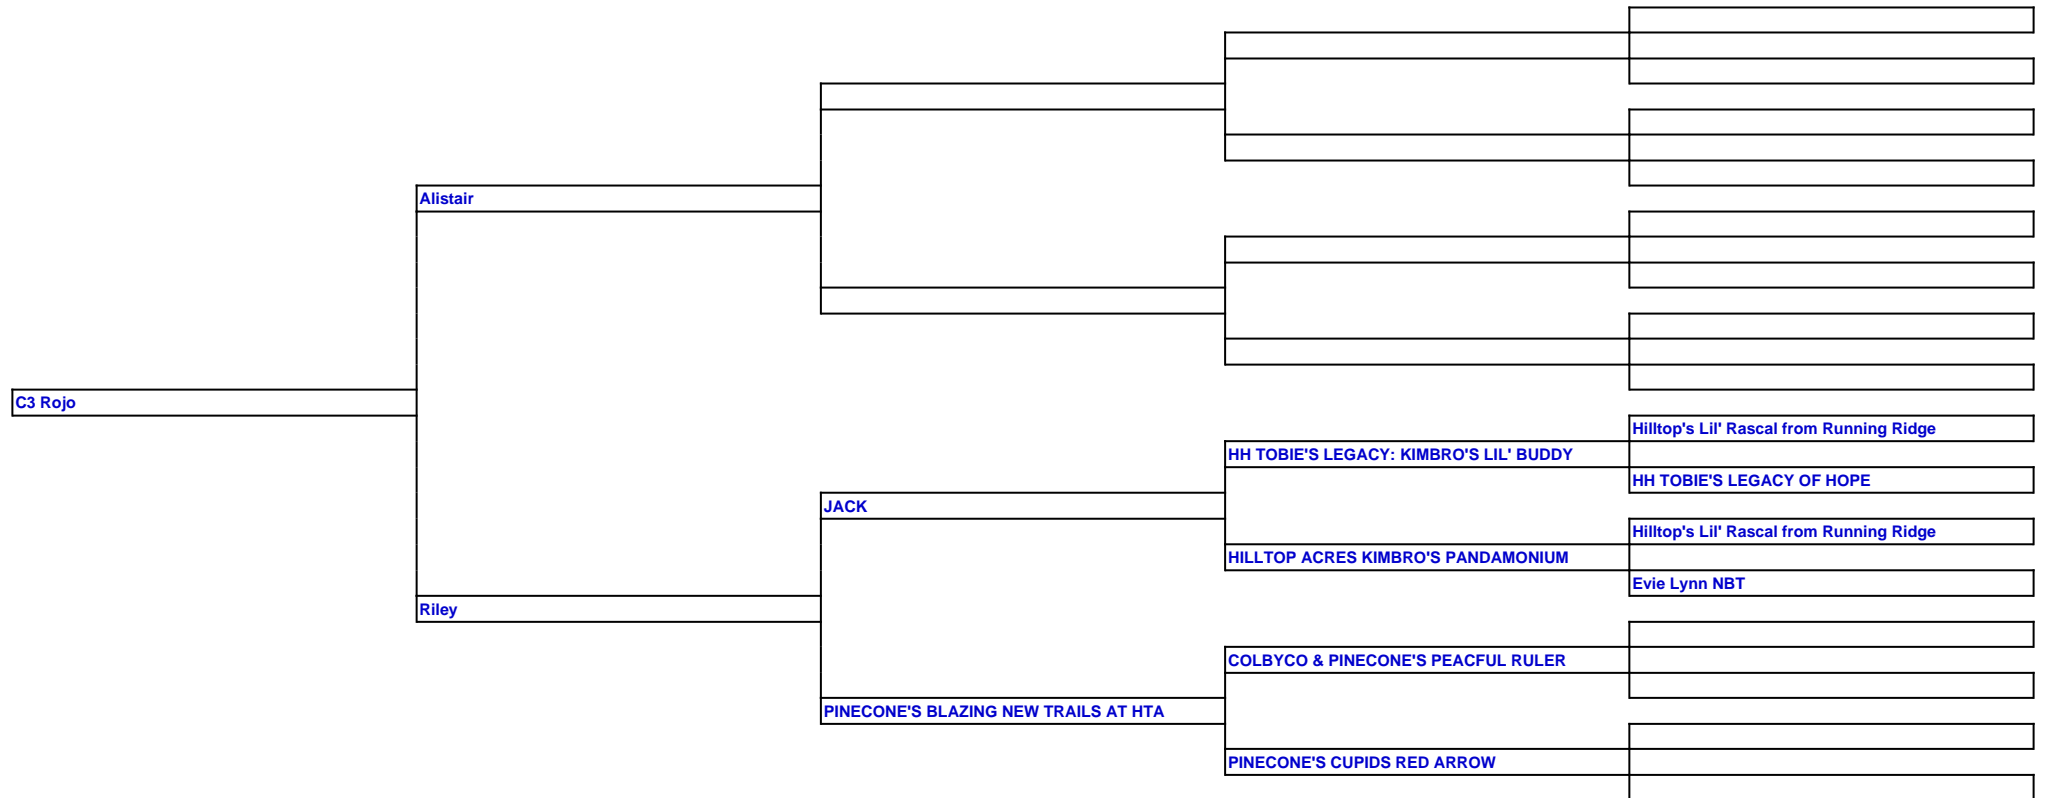 Alistair
C3 Rojo
Hilltop's Lil' Rascal from Running Ridge
HH TOBIE'S LEGACY: KIMBRO'S LIL' BUDDY
HH TOBIE'S LEGACY OF HOPE
JACK
Hilltop's Lil' Rascal from Running Ridge
HILLTOP ACRES KIMBRO'S PANDAMONIUM
Evie Lynn NBT
Riley
COLBYCO & PINECONE'S PEACFUL RULER
PINECONE'S BLAZING NEW TRAILS AT HTA
PINECONE'S CUPIDS RED ARROW